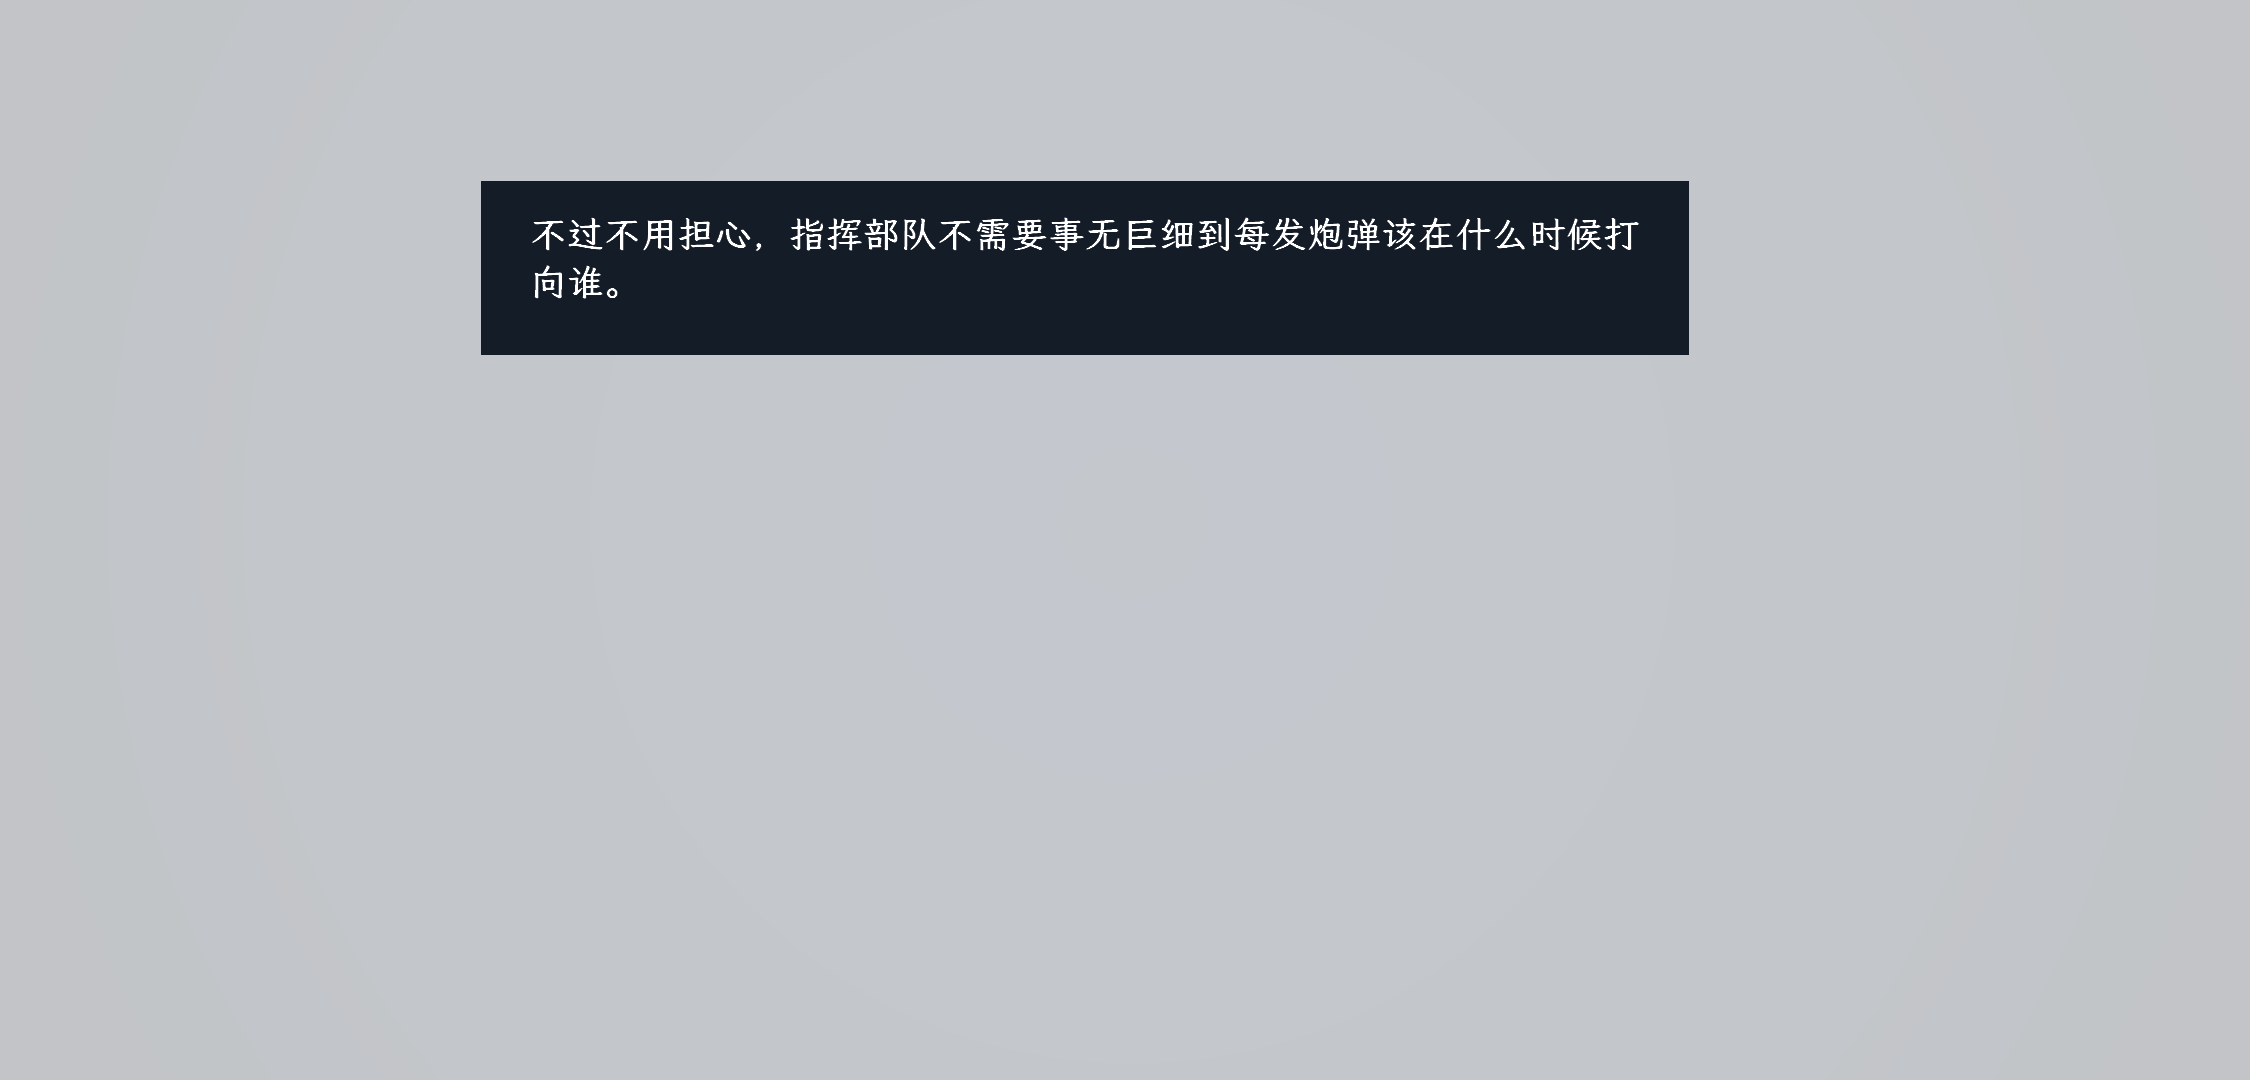 不过不用担心，指挥部队不需要事无巨细到每发炮弹该在什么时候打
向谁。